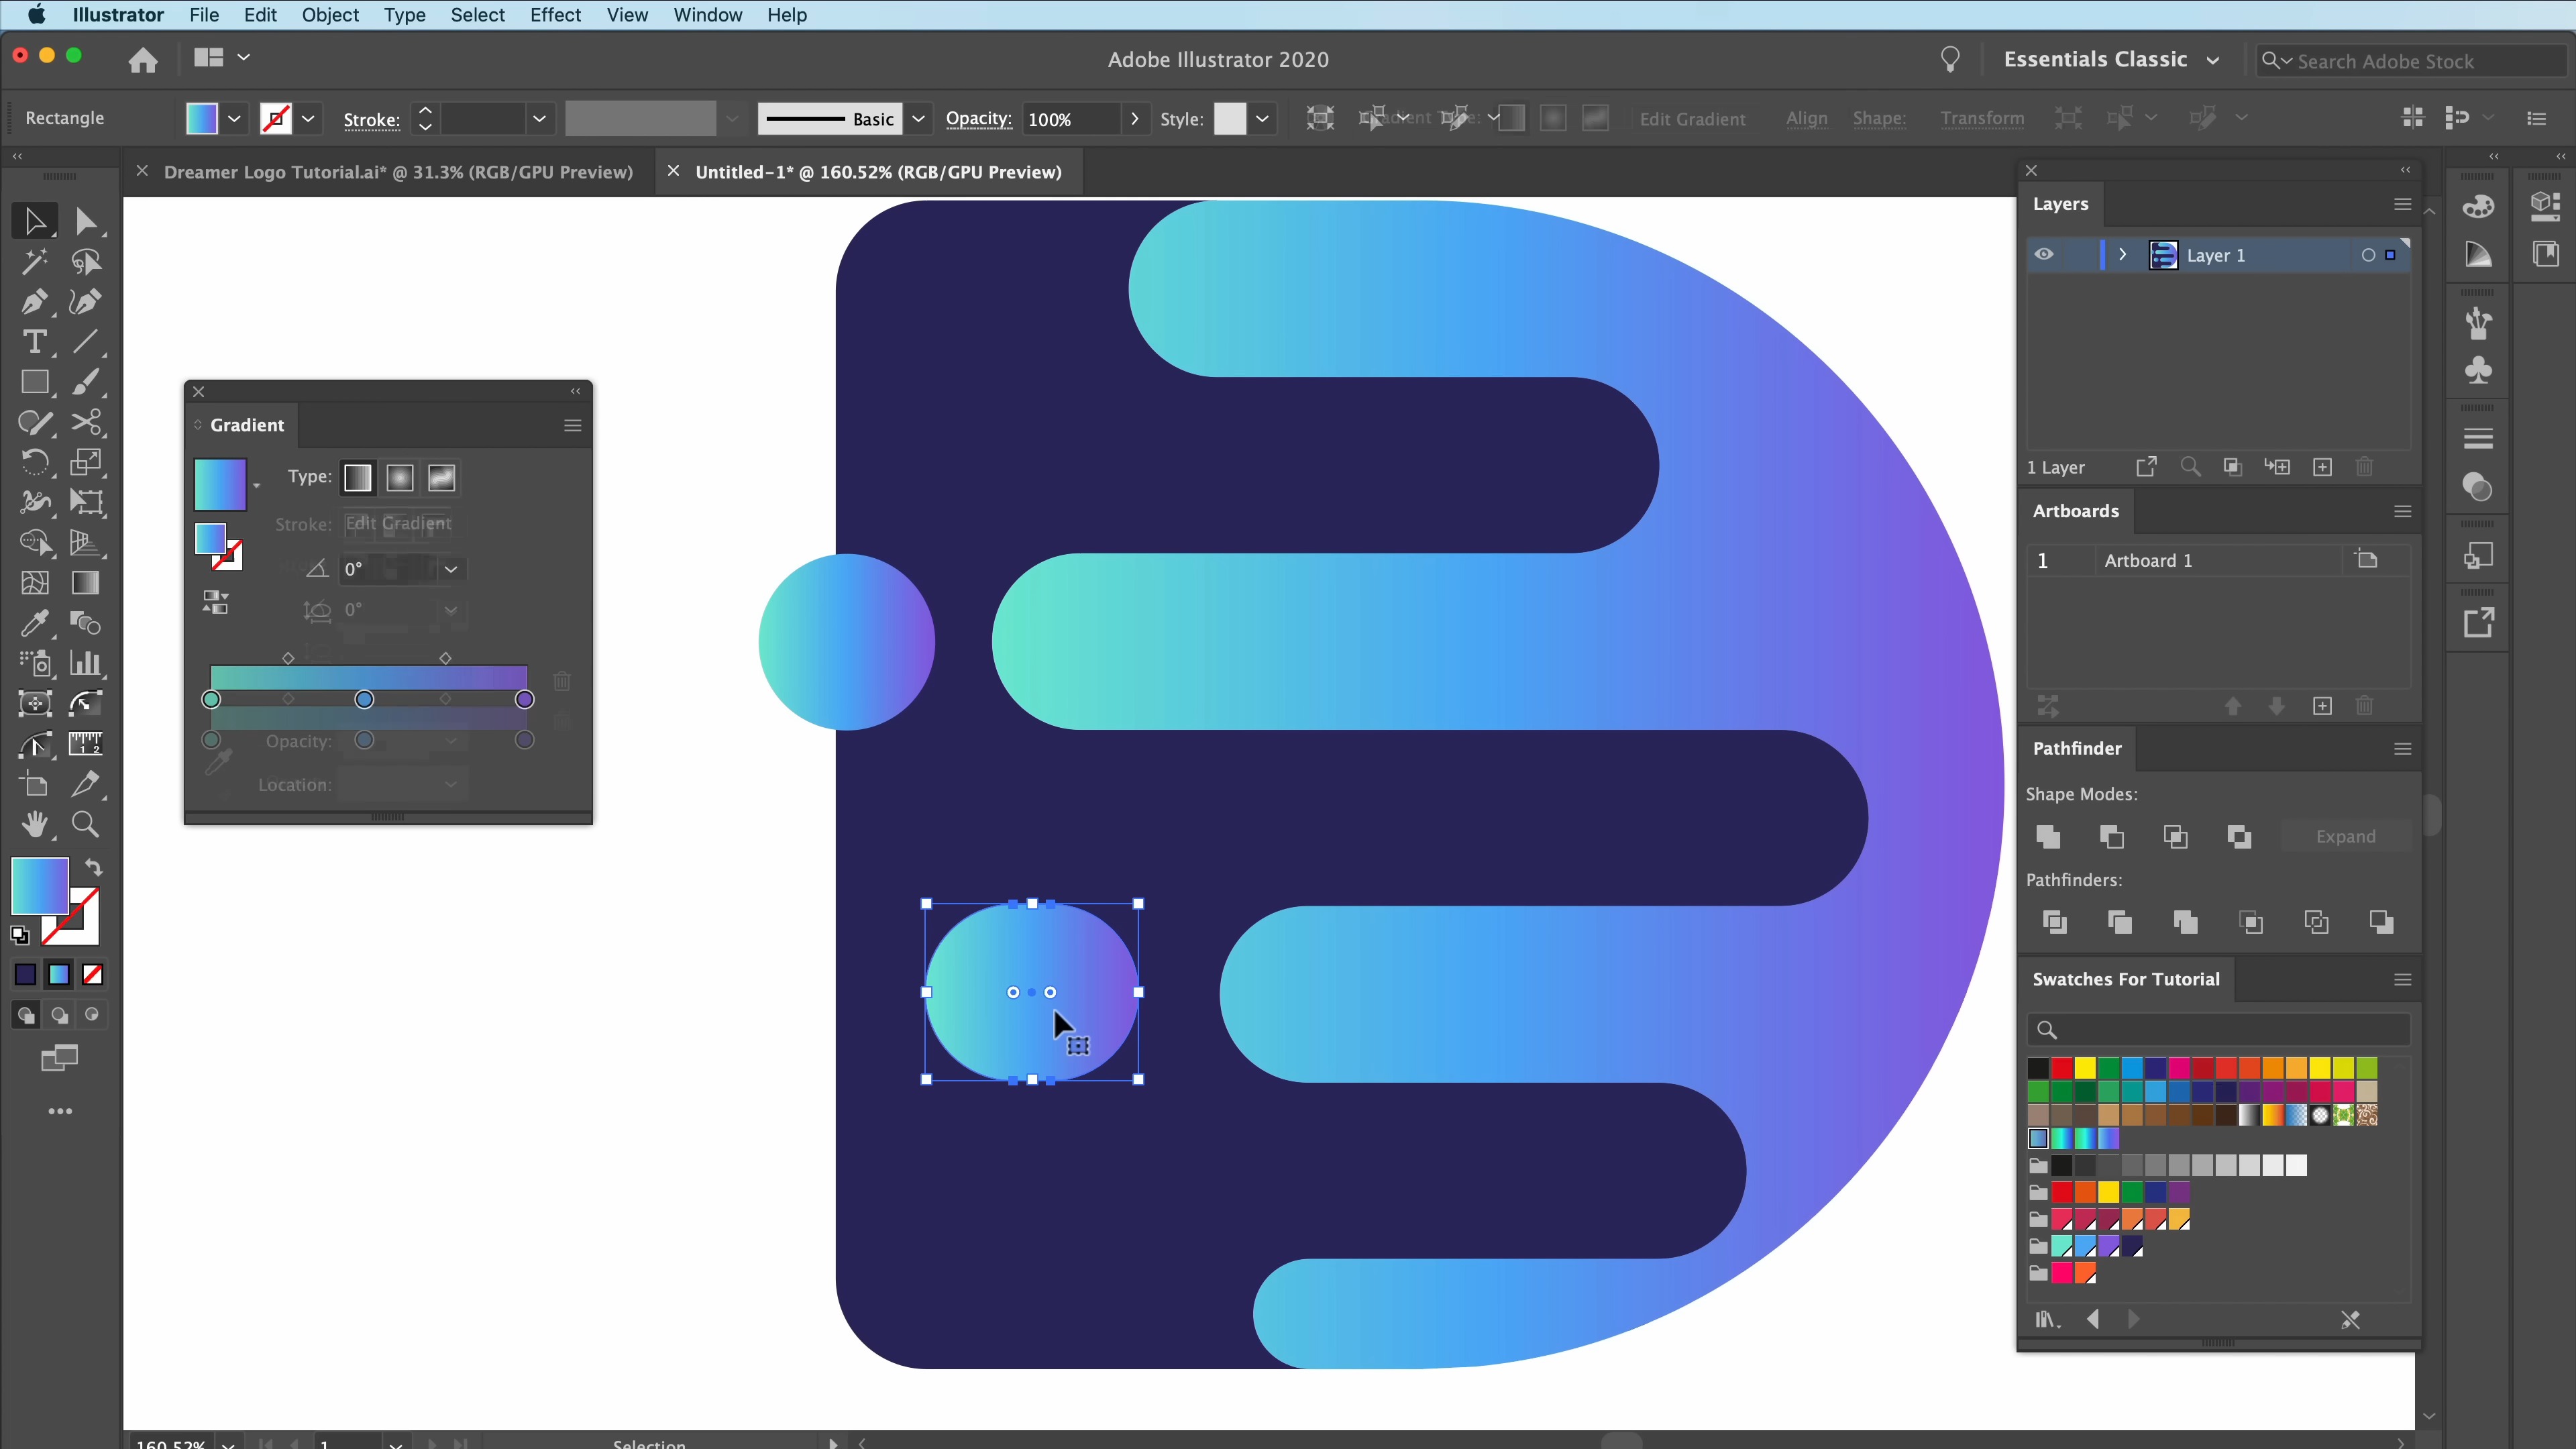 Illustrator File Edit Object Type Select Effect View Window Help
Adobe Illustrator 2020
Essentials Classic
Search Adobe Stock
Rectangle
Stroke:
Basic
Opacity: 100%
Style:
Edit Gradient
Align
Shape:
Transform
Dreamer Logo Tutorial.ai* @ 31.3% (RGB/GPU Preview)
Untitled-1* @ 160.52% (RGB/GPU Preview)
Gradient
Type:
Stroke:
Edit Gradient
0°
0°
Opacity:
Location:
Layers
Layer 1
1 Layer
Artboards
1 Artboard 1
Pathfinder
Shape Modes:
Expand
Pathfinders:
Swatches For Tutorial
160.52%
1
Selection